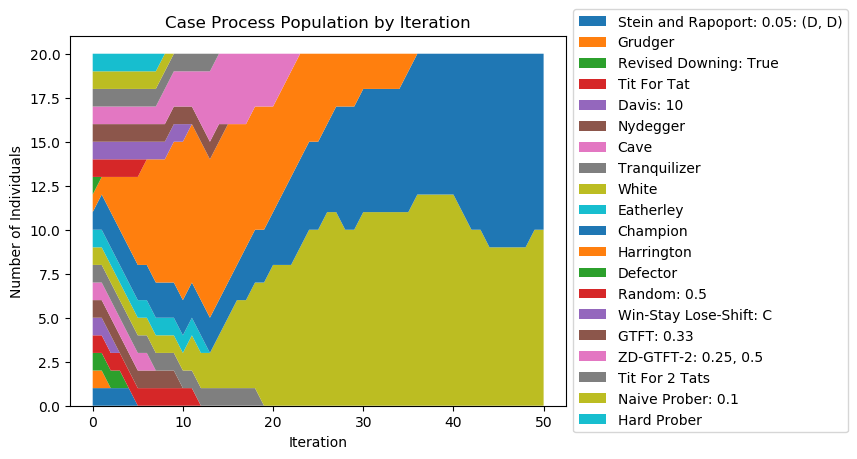 Case Process Population by Iteration
Number of Individuals
20.0
17.5
15.0
12.5
10.0
7.5
5.0
2.5
0.0
0
10
20
30
40
50
Iteration
Stein and Rapoport: 0.05: (D, D)
Grudger
Revised Downing: True
Tit For Tat
Davis: 10
Nydegger
Cave
Tranquilizer
White
Eatherley
Champion
Harrington
Defector
Random: 0.5
Win-Stay Lose-Shift: C
GTFT: 0.33
ZD-GTFT-2: 0.25, 0.5
Tit For 2 Tats
Naive Prober: 0.1
Hard Prober